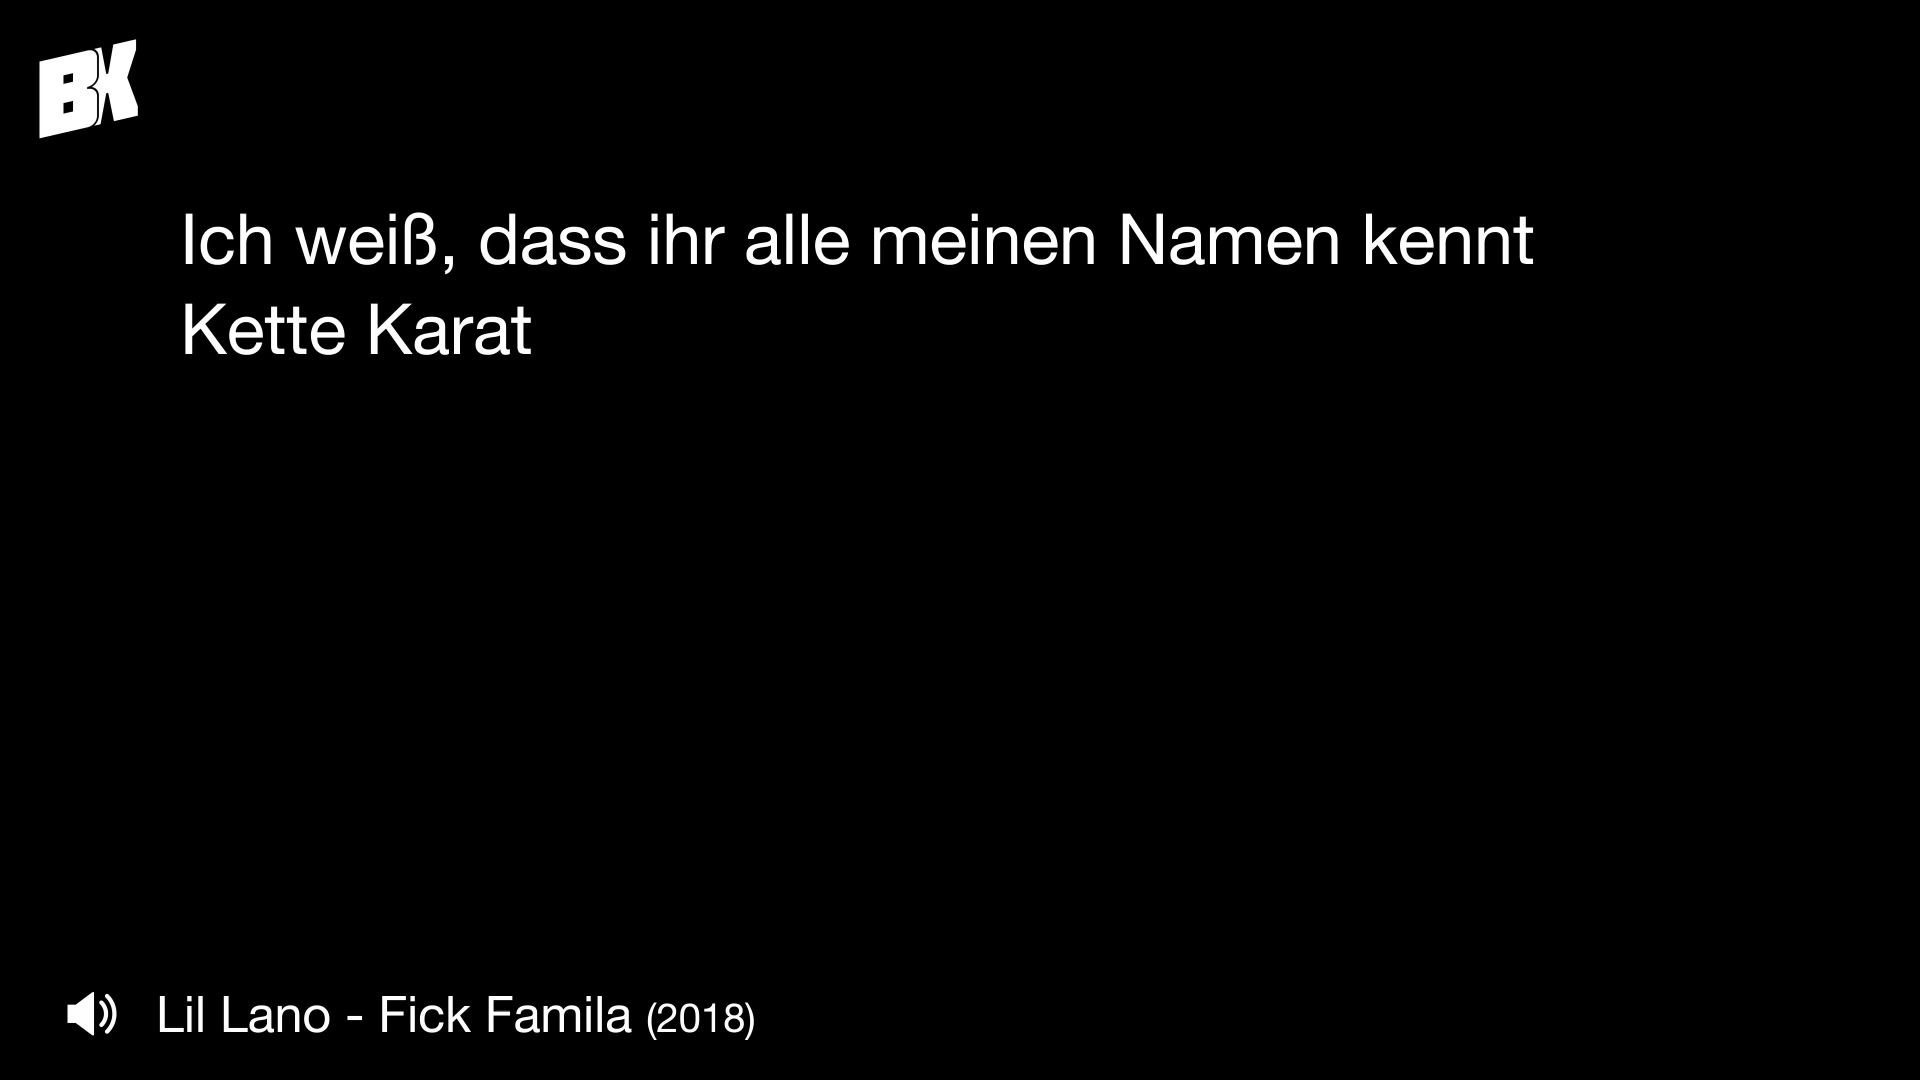 BK
Ich weiß, dass ihr alle meinen Namen kennt
Kette Karat
Lil Lano - Fick Famila (2018)